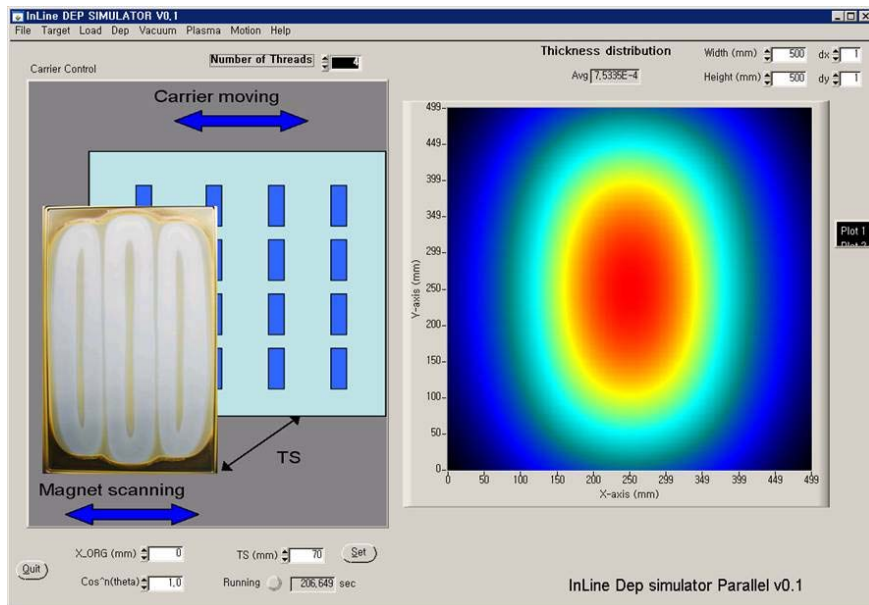 InLine DEP SIMULATOR V0.1
File Target Load Dep Vacuum Plasma Motion Help
Carrier Control
Number of Threads 4
Carrier moving
TS
Magnet scanning
X_ORG (mm) 0
TS (mm) 70
Set
Quit
Cos^n(theta) 1,0
Running 206,649 sec
Thickness distribution
Avg 7,5335E-4
Width (mm) 500 dx 1
Height (mm) 500 dy 1
499
449
399
349
299
250
200
150
100
50
0
Y-axis (mm)
0 50 100 150 200 250 299 349 399 449 499
X-axis (mm)
Plot 1
InLine Dep simulator Parallel v0.1